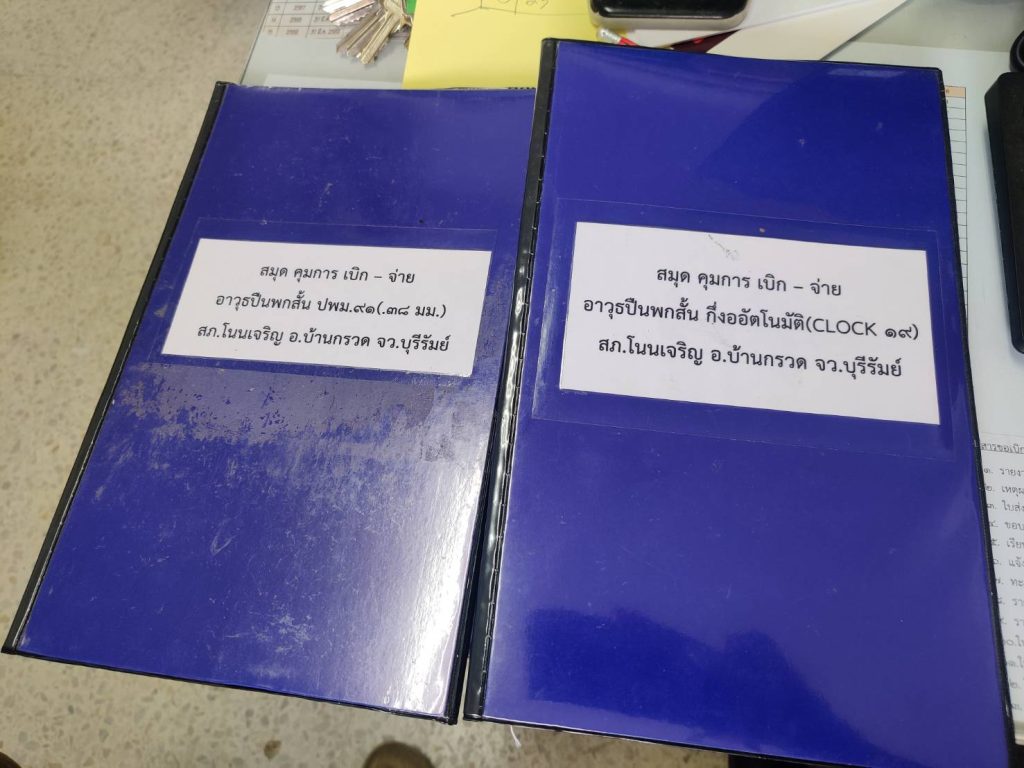 สมุด คุมการ เบิก – จ่าย
อาวุธปืนพกสั้น ปพม.๙๑(.๓๘ มม.)
สภ.โนนเจริญ อ.บ้านกรวด จว.บุรีรัมย์
สมุด คุมการ เบิก – จ่าย
อาวุธปืนพกสั้น กึ่งออัตโนมัติ(CLOCK ๑๙)
สภ.โนนเจริญ อ.บ้านกรวด จว.บุรีรัมย์